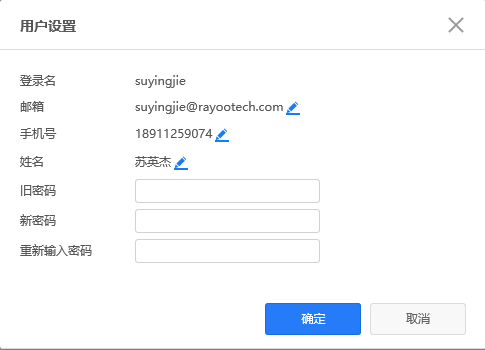 用户设置
登录名 suyingjie
邮箱 suyingjie@rayootech.com
手机号 18911259074
姓名 苏英杰
旧密码
新密码
重新输入密码
确定 取消